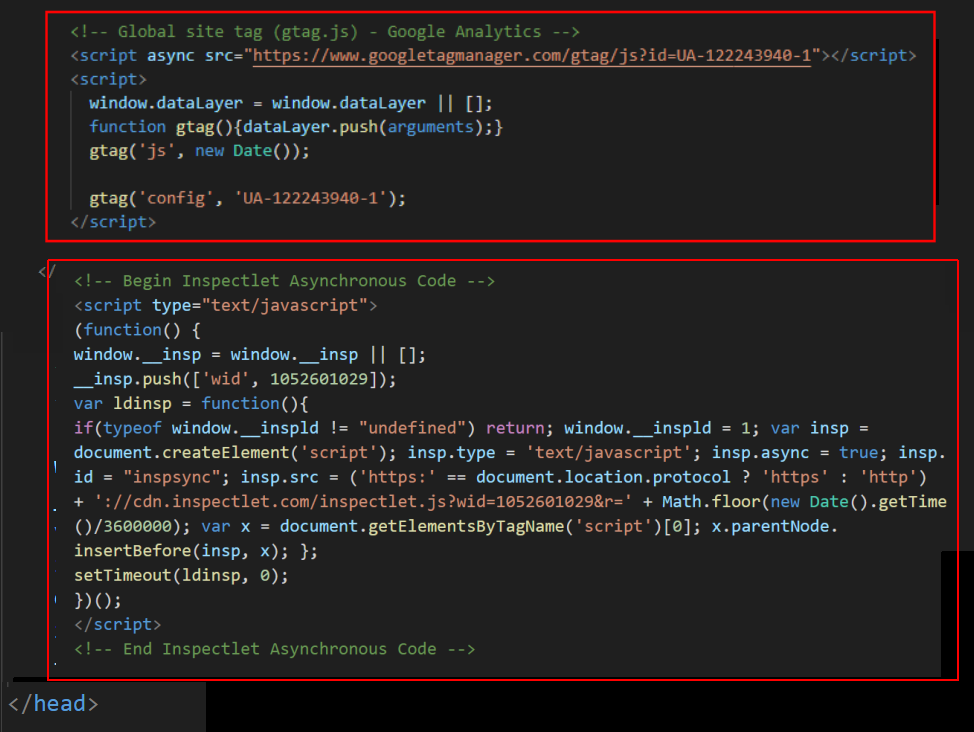 <!-- Global site tag (gtag.js) - Google Analytics -->
<script async src="https://www.googletagmanager.com/gtag/js?id=UA-122243940-1"></script>
<script>
window.dataLayer = window.dataLayer || [];
function gtag(){dataLayer.push(arguments);}
gtag('js', new Date());
gtag('config', 'UA-122243940-1');
</script>
</
<!-- Begin Inspectlet Asynchronous Code -->
<script type="text/javascript">
(function() {
window.__insp = window.__insp || [];
__insp.push(['wid', 1052601029]);
var ldinsp = function(){
if(typeof window.__inspld != "undefined") return; window.__inspld = 1; var insp =
document.createElement('script'); insp.type = 'text/javascript'; insp.async = true; insp.
id = "inspsync"; insp.src = ('https:' == document.location.protocol ? 'https' : 'http')
+ '://cdn.inspectlet.com/inspectlet.js?wid=1052601029&r=' + Math.floor(new Date().getTime
()/3600000); var x = document.getElementsByTagName('script')[0]; x.parentNode.
insertBefore(insp, x); };
setTimeout(ldinsp, 0);
})();
</script>
<!-- End Inspectlet Asynchronous Code -->
</head>